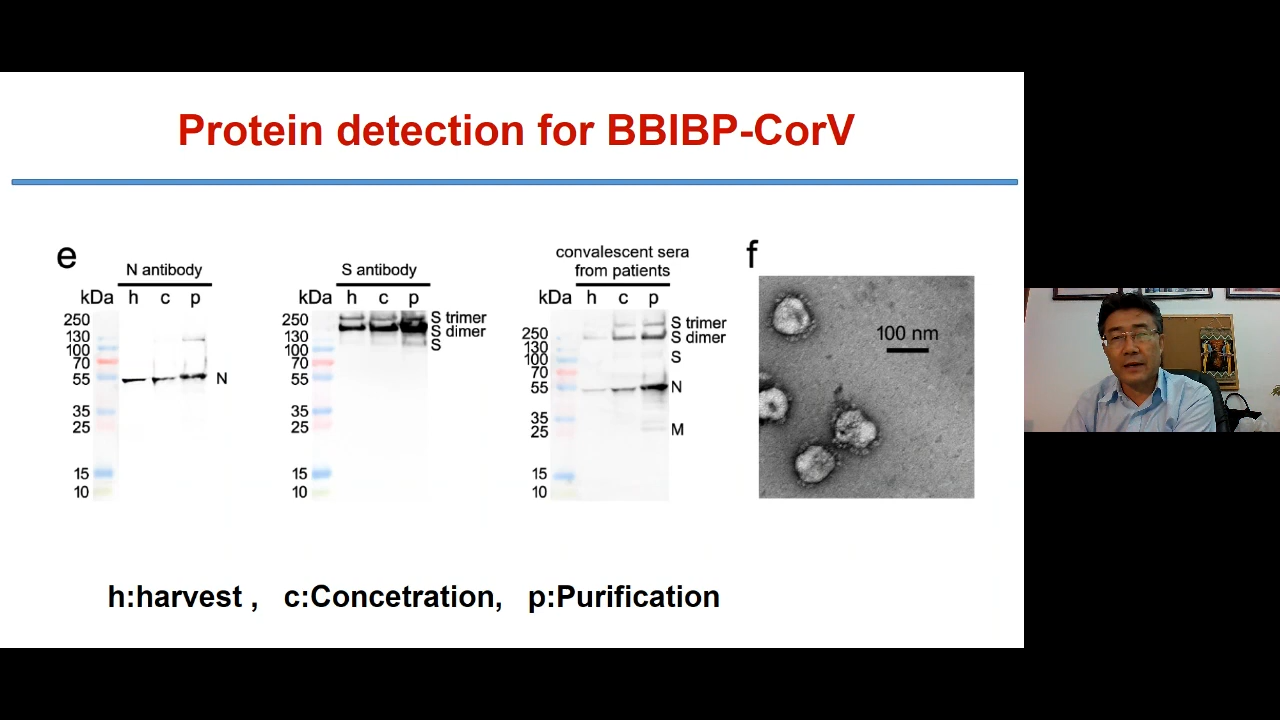 Protein detection for BBIBP-CorV
e
N antibody
kDa h c p
250
130
100
70
55
35
25
15
10
N
S antibody
kDa h c p
250
130
100
70
55
35
25
15
10
S trimer
S dimer
S
convalescent sera
from patients
kDa h c p
250
130
100
70
55
35
25
15
10
S trimer
S dimer
S
N
M
f
100 nm
h:harvest , c:Concetration, p:Purification